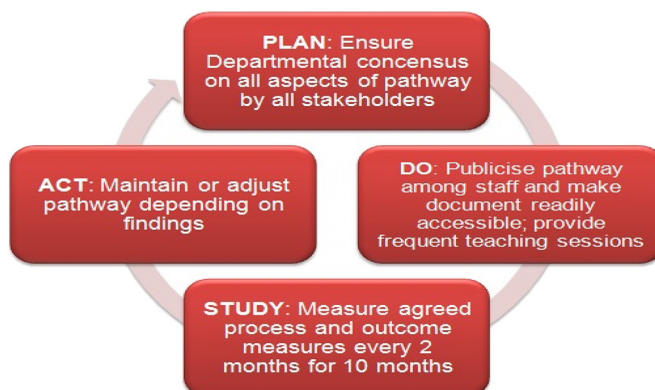 PLAN: Ensure
Departmental concensus
on all aspects of pathway
by all stakeholders
DO: Publicise pathway
among staff and make
document readily
accessible; provide
frequent teaching sessions
STUDY: Measure agreed
process and outcome
measures every 2
months for 10 months
ACT: Maintain or adjust
pathway depending on
findings